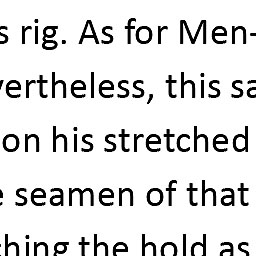 s rig. As for Men-
vertheless, this sa
on his stretched
e seamen of that
ching the hold as